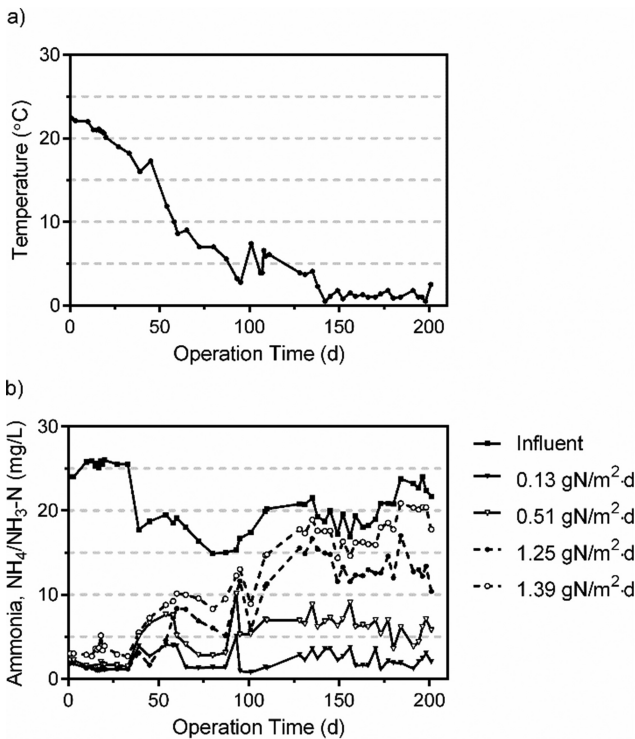 a)
30
20
10
0
Temperature (°C)
0 50 100 150 200
Operation Time (d)
b)
30
20
10
0
Ammonia, NH4/NH3-N (mg/L)
0 50 100 150 200
Operation Time (d)
Influent
0.13 gN/m²·d
0.51 gN/m²·d
1.25 gN/m²·d
1.39 gN/m²·d